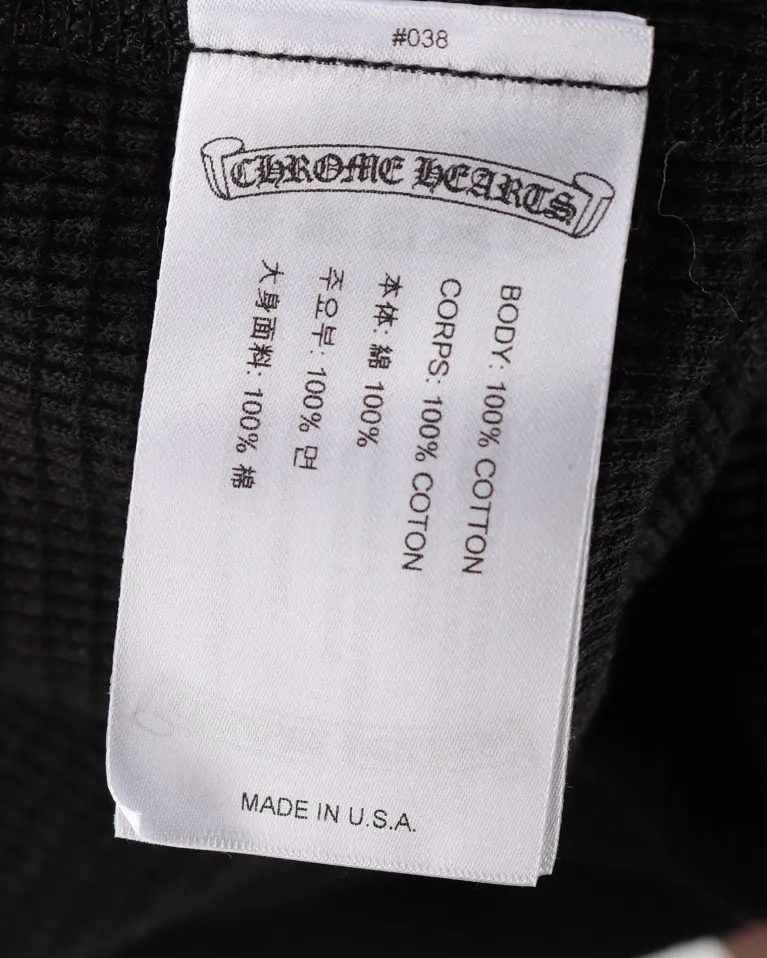 #038
CHROME HEARTS
BODY: 100% COTTON
CORPS: 100% COTON
本体: 綿 100%
주요부: 100% 면
大身面料: 100% 棉
MADE IN U.S.A.